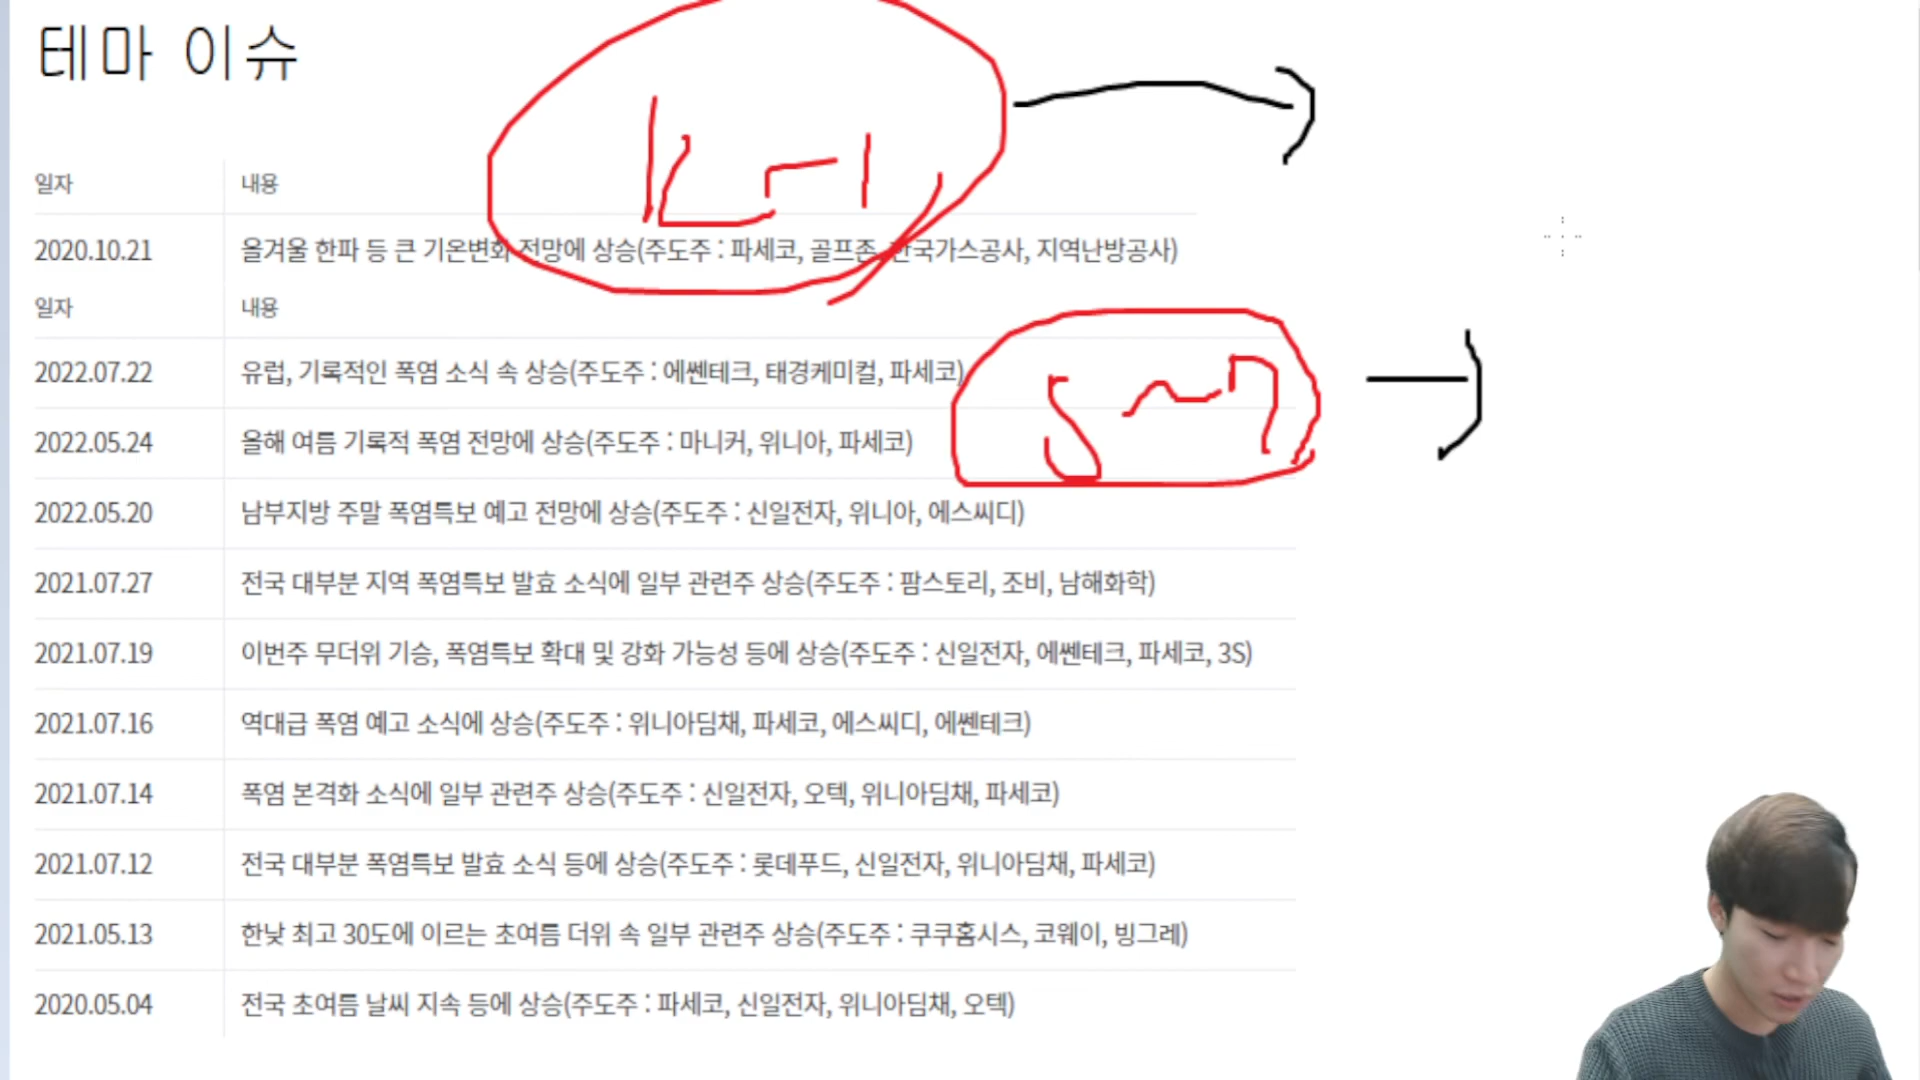 테마 이슈
일자 내용
2020.10.21 올겨울 한파 등 큰 기온변화 전망에 상승(주도주 : 파세코, 골프존, 한국가스공사, 지역난방공사)
일자 내용
2022.07.22 유럽, 기록적인 폭염 소식 속 상승(주도주 : 에쎈테크, 태경케미컬, 파세코)
5~7
2022.05.24 올해 여름 기록적 폭염 전망에 상승(주도주 : 마니커, 위니아, 파세코)
2022.05.20 남부지방 주말 폭염특보 예고 전망에 상승(주도주 : 신일전자, 위니아, 에스씨디)
2021.07.27 전국 대부분 지역 폭염특보 발효 소식에 일부 관련주 상승(주도주 : 팜스토리, 조비, 남해화학)
2021.07.19 이번주 무더위 기승, 폭염특보 확대 및 강화 가능성 등에 상승(주도주 : 신일전자, 에쎈테크, 파세코, 3S)
2021.07.16 역대급 폭염 예고 소식에 상승(주도주 : 위니아딤채, 파세코, 에스씨디, 에쎈테크)
2021.07.14 폭염 본격화 소식에 일부 관련주 상승(주도주 : 신일전자, 오텍, 위니아딤채, 파세코)
2021.07.12 전국 대부분 폭염특보 발효 소식 등에 상승(주도주 : 롯데푸드, 신일전자, 위니아딤채, 파세코)
2021.05.13 한낮 최고 30도에 이르는 초여름 더위 속 일부 관련주 상승(주도주 : 쿠쿠홈시스, 코웨이, 빙그레)
2020.05.04 전국 초여름 날씨 지속 등에 상승(주도주 : 파세코, 신일전자, 위니아딤채, 오텍)